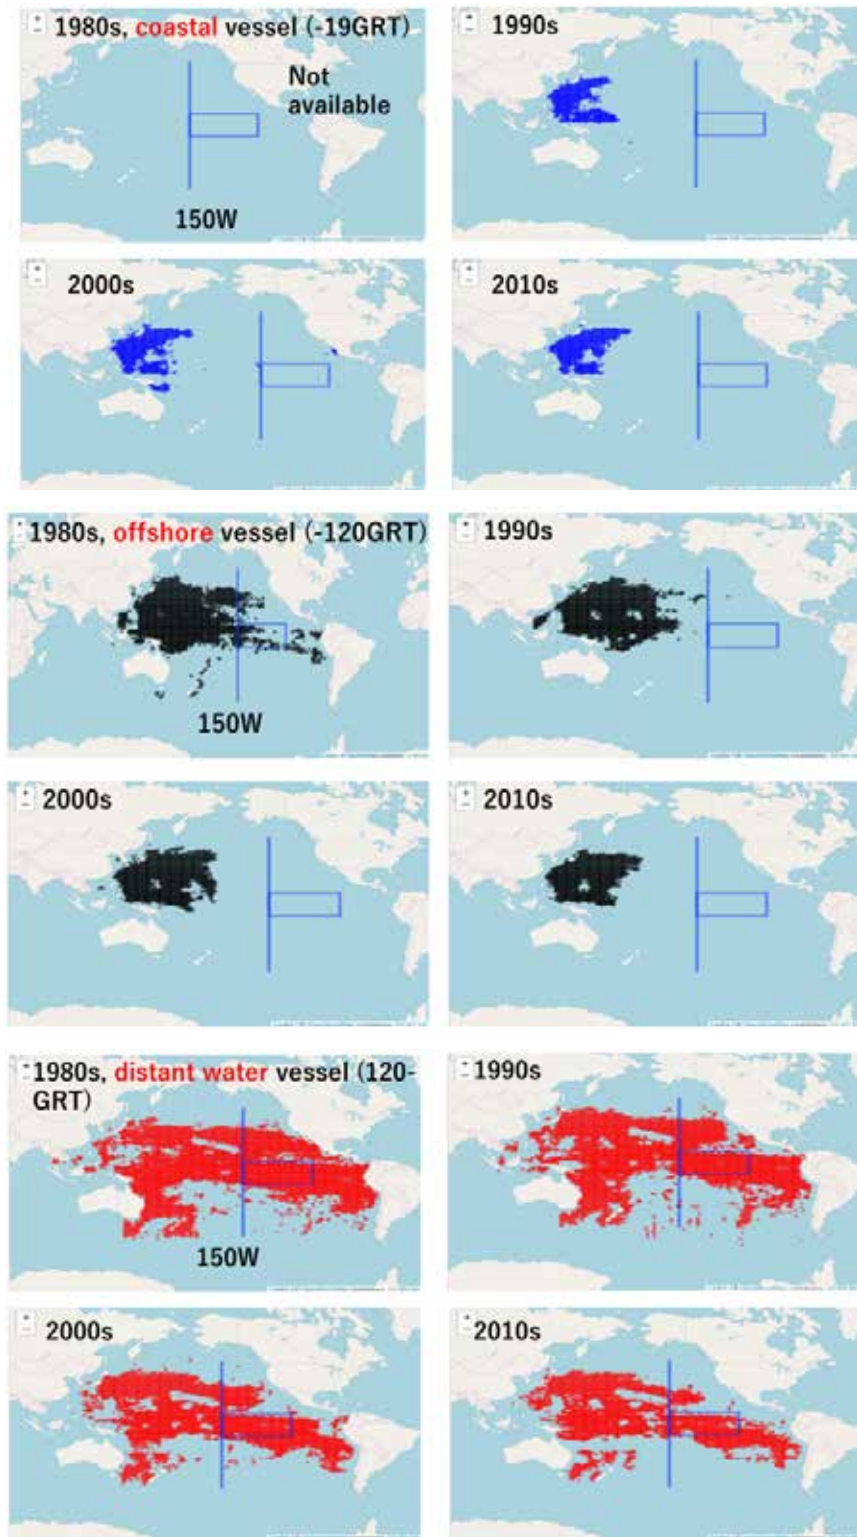 1980s, coastal vessel (-19GRT)
Not
available
150W
1990s
2000s
2010s
1980s, offshore vessel (-120GRT)
150W
1990s
2000s
2010s
1980s, distant water vessel (120-
GRT)
150W
1990s
2000s
2010s